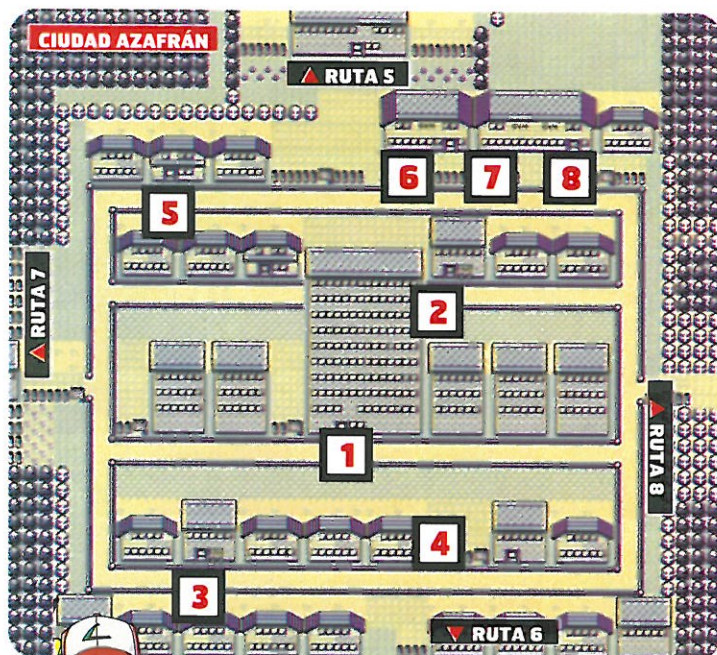 CIUDAD AZAFRÁN
▲ RUTA 5
6 7 8
5
▲ RUTA 7
2
1
▲ RUTA 8
4
3
▼ RUTA 6